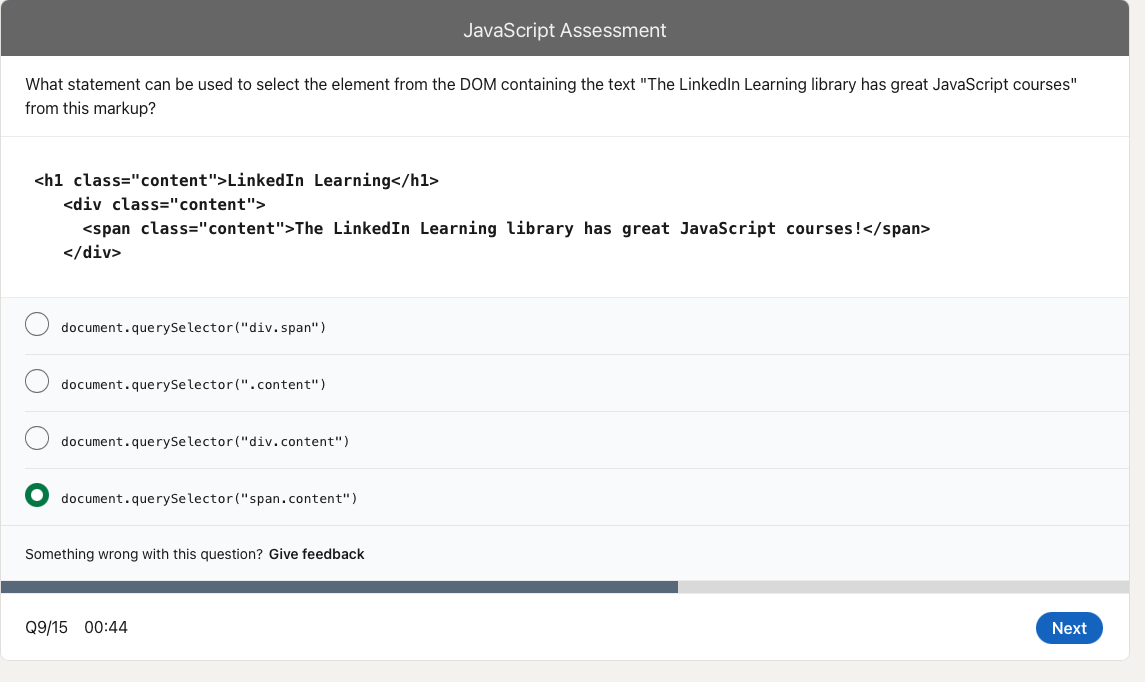 JavaScript Assessment
What statement can be used to select the element from the DOM containing the text "The LinkedIn Learning library has great JavaScript courses"
from this markup?
<h1 class="content">LinkedIn Learning</h1>
   <div class="content">
     <span class="content">The LinkedIn Learning library has great JavaScript courses!</span>
   </div>
document.querySelector("div.span")
document.querySelector(".content")
document.querySelector("div.content")
document.querySelector("span.content")
Something wrong with this question? Give feedback
Q9/15 00:44
Next